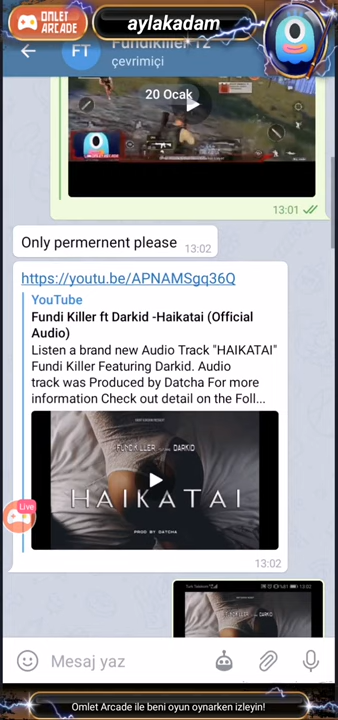 OMLET
ARCADE
aylakadam
FT
Fundikiller 12
çevrimiçi
20 Ocak
13:01
Only permernent please
13:02
https://youtu.be/APNAMSgq36Q
YouTube
Fundi Killer ft Darkid -Haikatai (Official
Audio)
Listen a brand new Audio Track "HAIKATAI"
Fundi Killer Featuring Darkid. Audio
track was Produced by Datcha For more
information Check out detail on the Foll...
FUNDI KILLER DARKID
HAIKATAI
PROD BY DATCHA
Live
13:02
Mesaj yaz
Omlet Arcade ile beni oyun oynarken izleyin!